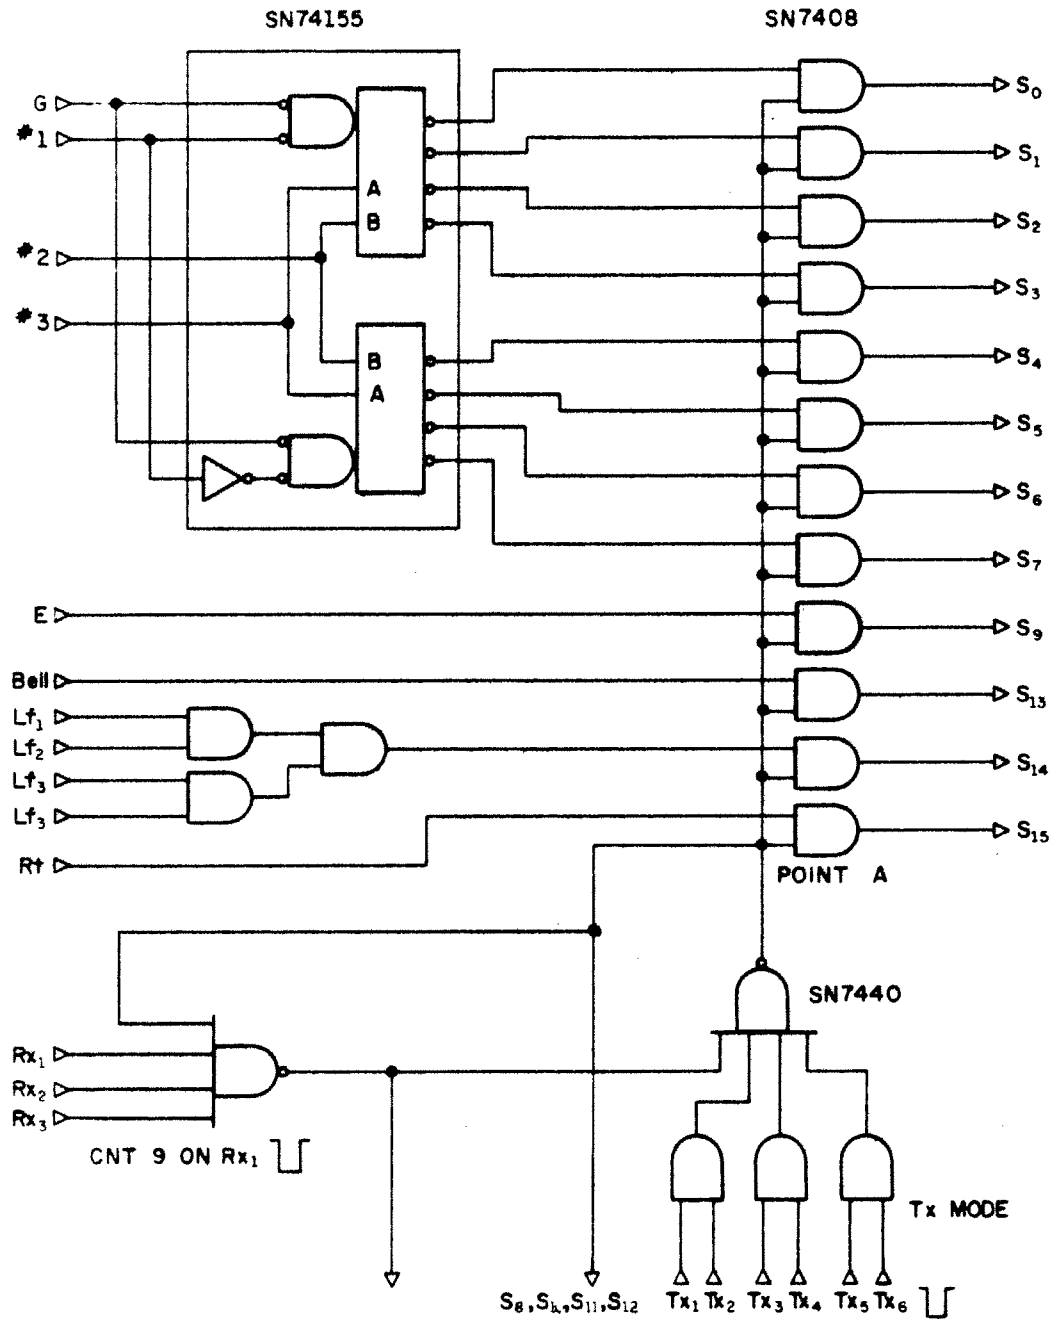 SN74155 SN7408
G
#1
#2
#3
A
B
B
A
S0
S1
S2
S3
S4
S5
S6
S7
E
S9
Bell
S13
Lf1
Lf2
Lf3
Lf3
S14
Rt
S15
POINT A
SN7440
Rx1
Rx2
Rx3
CNT 9 ON Rx1
Tx MODE
S8, S11, S12
Tx1 Tx2 Tx3 Tx4 Tx5 Tx6